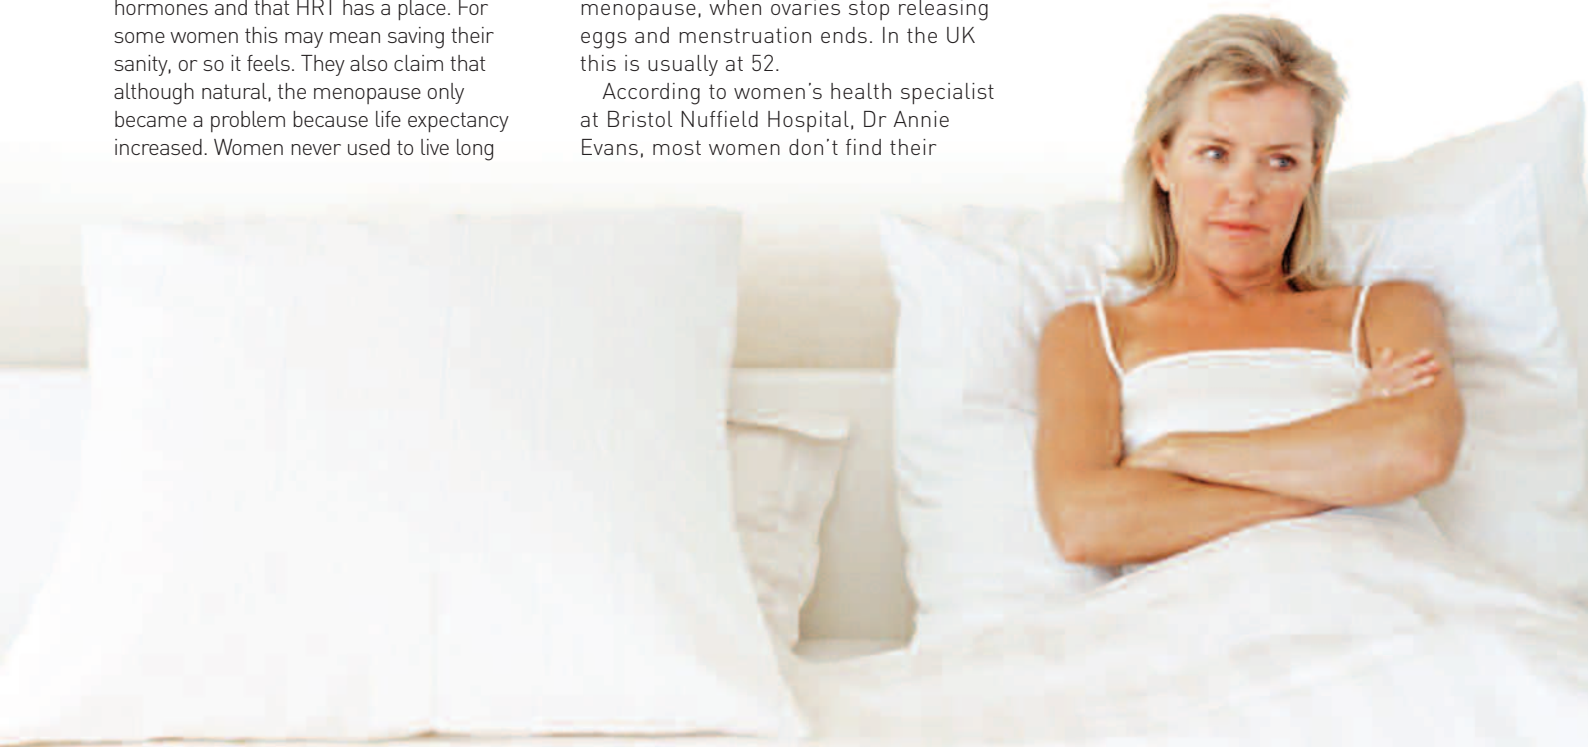 hormones and that HRT has a place. For
some women this may mean saving their
sanity, or so it feels. They also claim that
although natural, the menopause only
became a problem because life expectancy
increased. Women never used to live long
menopause, when ovaries stop releasing
eggs and menstruation ends. In the UK
this is usually at 52.
According to women's health specialist
at Bristol Nuffield Hospital, Dr Annie
Evans, most women don't find their